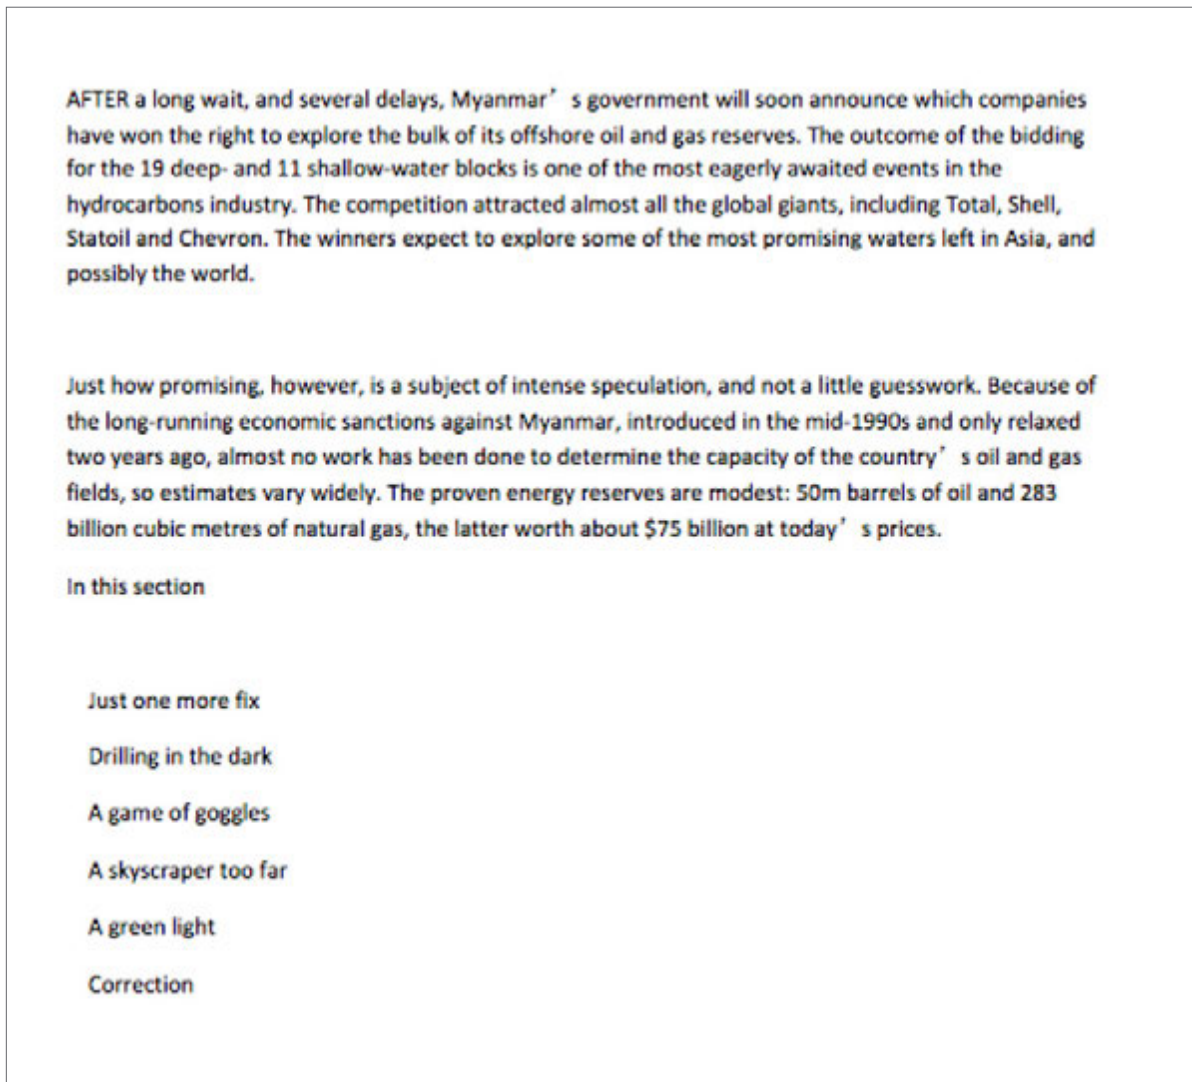 AFTER a long wait, and several delays, Myanmar’ s government will soon announce which companies
have won the right to explore the bulk of its offshore oil and gas reserves. The outcome of the bidding
for the 19 deep- and 11 shallow-water blocks is one of the most eagerly awaited events in the
hydrocarbons industry. The competition attracted almost all the global giants, including Total, Shell,
Statoil and Chevron. The winners expect to explore some of the most promising waters left in Asia, and
possibly the world.
Just how promising, however, is a subject of intense speculation, and not a little guesswork. Because of
the long-running economic sanctions against Myanmar, introduced in the mid-1990s and only relaxed
two years ago, almost no work has been done to determine the capacity of the country’ s oil and gas
fields, so estimates vary widely. The proven energy reserves are modest: 50m barrels of oil and 283
billion cubic metres of natural gas, the latter worth about $75 billion at today’ s prices.
In this section
Just one more fix
Drilling in the dark
A game of goggles
A skyscraper too far
A green light
Correction